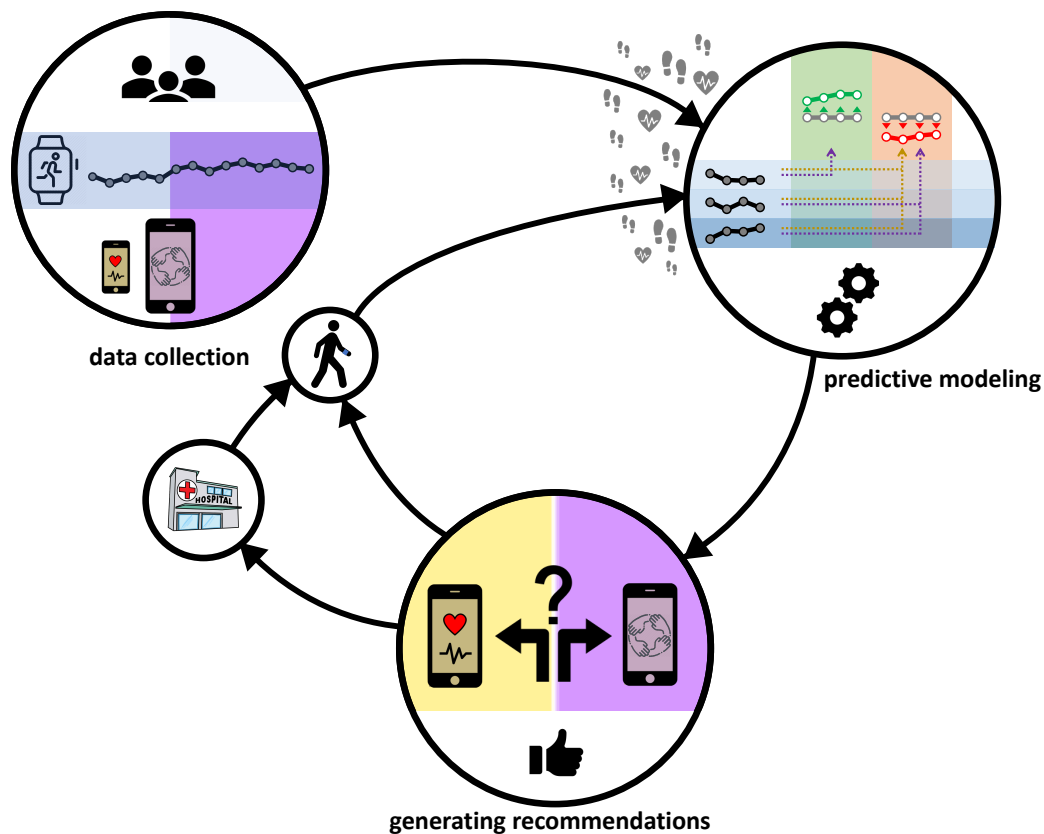 data collection
predictive modeling
HOSPITAL
?
generating recommendations